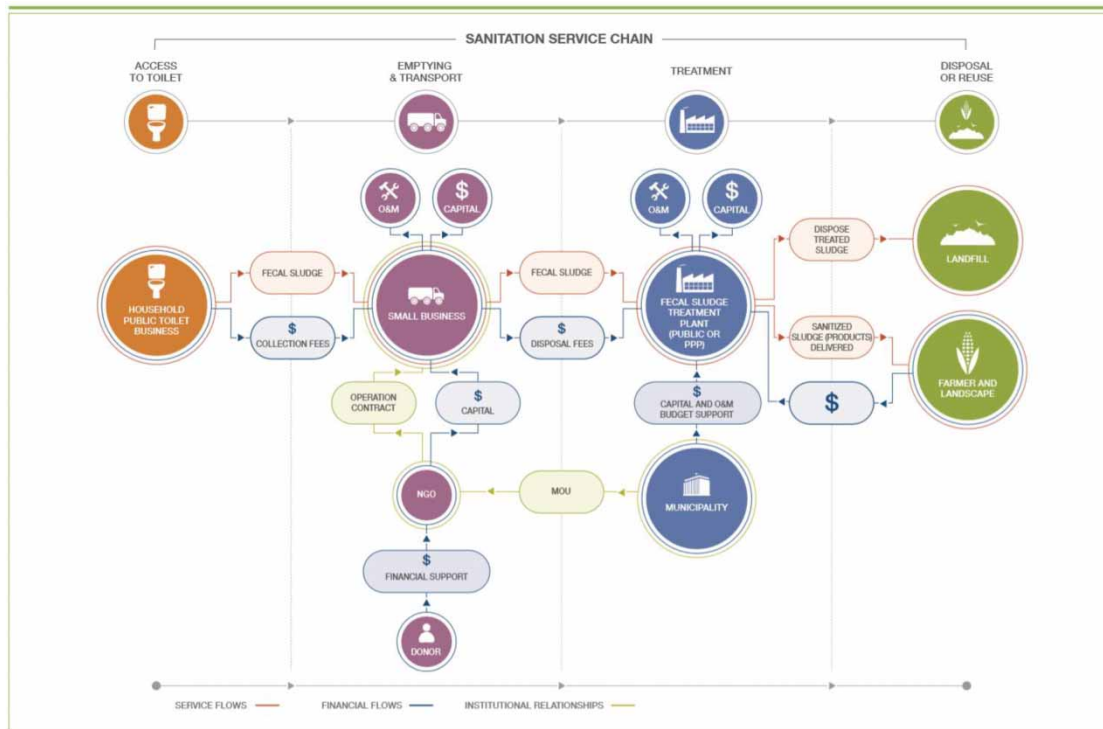 SANITATION SERVICE CHAIN
ACCESS
TO TOILET
EMPTYING
& TRANSPORT
TREATMENT
DISPOSAL
OR REUSE
O&M
$
CAPITAL
O&M
$
CAPITAL
HOUSEHOLD
PUBLIC TOILET
BUSINESS
FECAL SLUDGE
$
COLLECTION FEES
SMALL BUSINESS
FECAL SLUDGE
$
DISPOSAL FEES
FECAL SLUDGE
TREATMENT
PLANT
(PUBLIC OR
PPP)
DISPOSE
TREATED
SLUDGE
LANDFILL
SANITIZED
SLUDGE (PRODUCTS)
DELIVERED
FARMER AND
LANDSCAPE
$
OPERATION
CONTRACT
$
CAPITAL
$
CAPITAL AND O&M
BUDGET SUPPORT
NGO
MOU
MUNICIPALITY
$
FINANCIAL SUPPORT
DONOR
SERVICE FLOWS
FINANCIAL FLOWS
INSTITUTIONAL RELATIONSHIPS